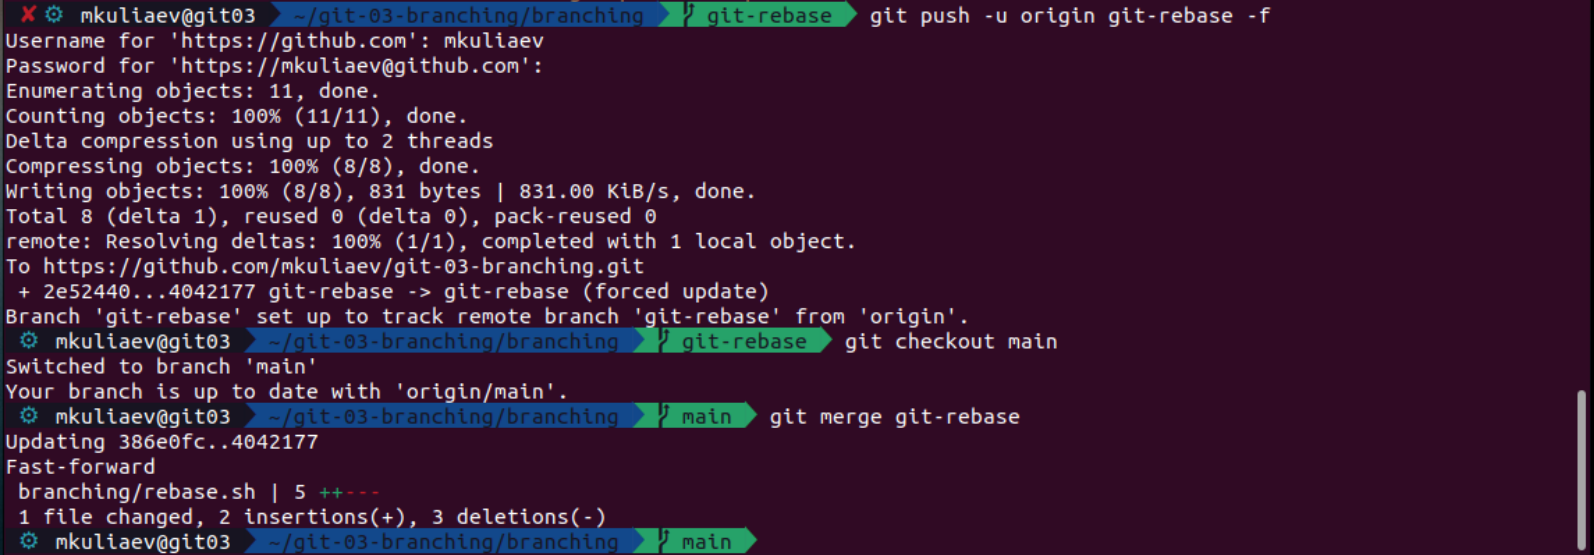 ✘ ⚙ mkuliaev@git03 ~/git-03-branching/branching git-rebase git push -u origin git-rebase -f
Username for 'https://github.com': mkuliaev
Password for 'https://mkuliaev@github.com':
Enumerating objects: 11, done.
Counting objects: 100% (11/11), done.
Delta compression using up to 2 threads
Compressing objects: 100% (8/8), done.
Writing objects: 100% (8/8), 831 bytes | 831.00 KiB/s, done.
Total 8 (delta 1), reused 0 (delta 0), pack-reused 0
remote: Resolving deltas: 100% (1/1), completed with 1 local object.
To https://github.com/mkuliaev/git-03-branching.git
 + 2e52440...4042177 git-rebase -> git-rebase (forced update)
Branch 'git-rebase' set up to track remote branch 'git-rebase' from 'origin'.
⚙ mkuliaev@git03 ~/git-03-branching/branching git-rebase git checkout main
Switched to branch 'main'
Your branch is up to date with 'origin/main'.
⚙ mkuliaev@git03 ~/git-03-branching/branching main git merge git-rebase
Updating 386e0fc..4042177
Fast-forward
 branching/rebase.sh | 5 ++---
 1 file changed, 2 insertions(+), 3 deletions(-)
⚙ mkuliaev@git03 ~/git-03-branching/branching main